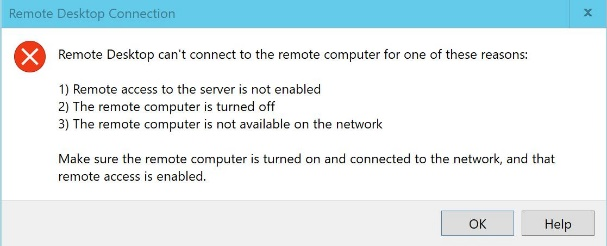 Remote Desktop Connection
x
Remote Desktop can't connect to the remote computer for one of these reasons:
1) Remote access to the server is not enabled
2) The remote computer is turned off
3) The remote computer is not available on the network
Make sure the remote computer is turned on and connected to the network, and that
remote access is enabled.
OK Help